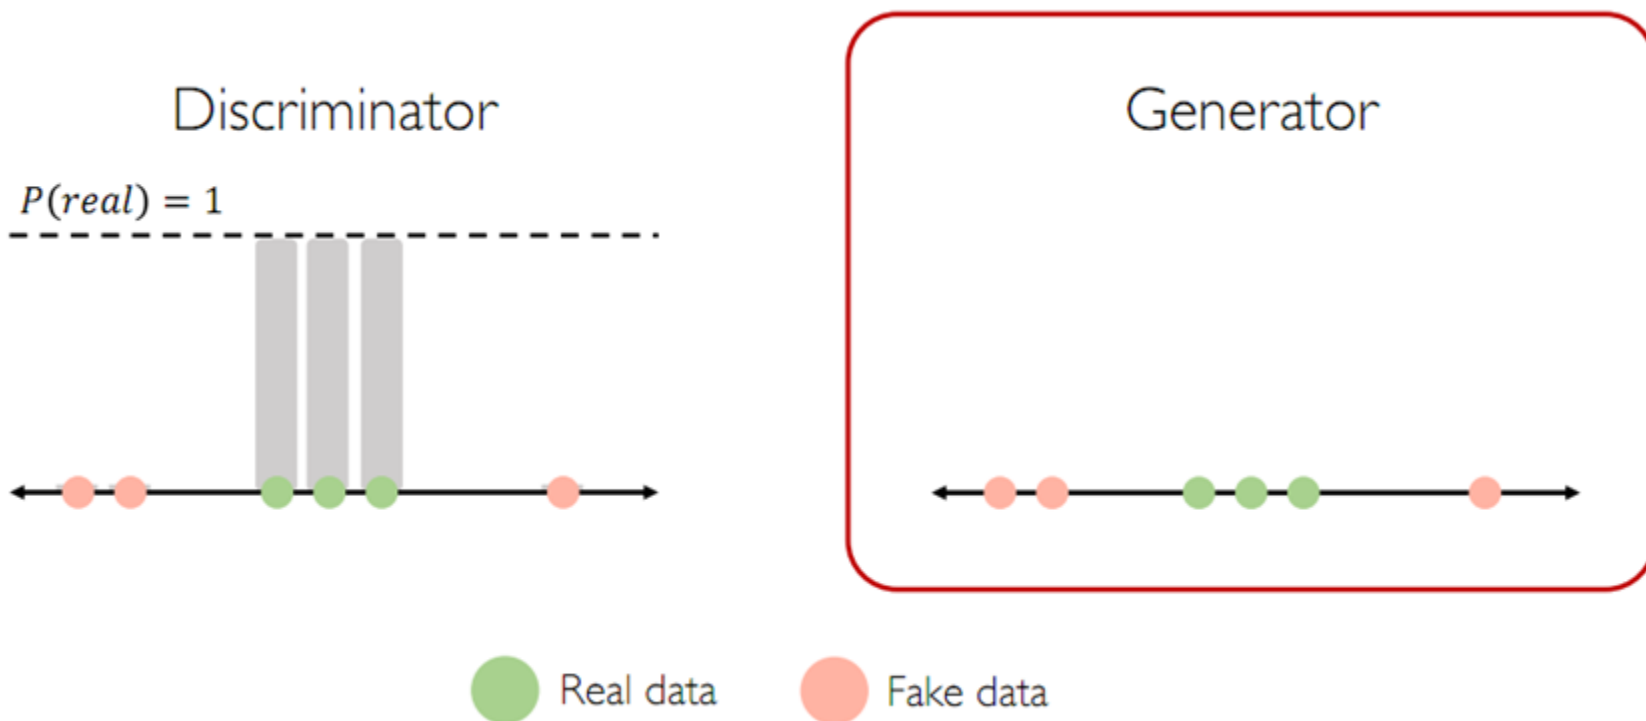 Discriminator
Generator
P(real) = 1
Real data
Fake data